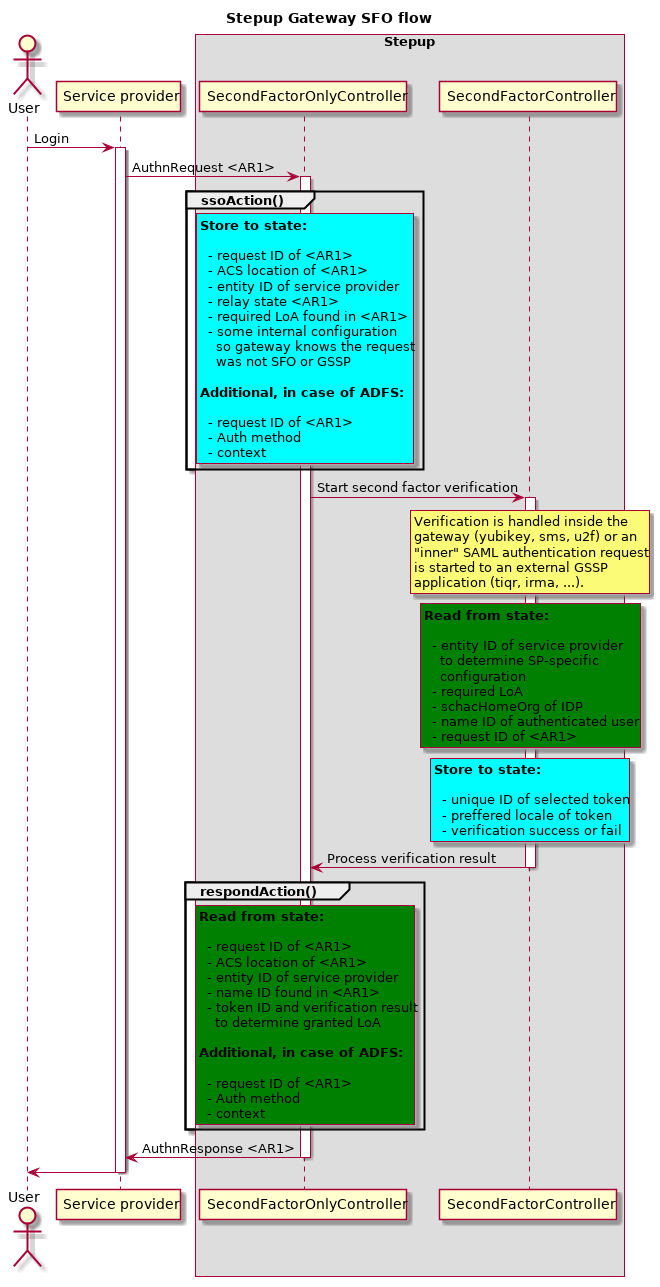 Stepup Gateway SFO flow
Stepup
User
Service provider
SecondFactorOnlyController
SecondFactorController
Login
AuthnRequest <AR1>
ssoAction()
Store to state:
- request ID of <AR1>
- ACS location of <AR1>
- entity ID of service provider
- relay state <AR1>
- required LoA found in <AR1>
- some internal configuration
so gateway knows the request
was not SFO or GSSP
Additional, in case of ADFS:
- request ID of <AR1>
- Auth method
- context
Start second factor verification
Verification is handled inside the
gateway (yubikey, sms, u2f) or an
"inner" SAML authentication request
is started to an external GSSP
application (tiqr, irma, ...).
Read from state:
- entity ID of service provider
to determine SP-specific
configuration
- required LoA
- schacHomeOrg of IDP
- name ID of authenticated user
- request ID of <AR1>
Store to state:
- unique ID of selected token
- preffered locale of token
- verification success or fail
Process verification result
respondAction()
Read from state:
- request ID of <AR1>
- ACS location of <AR1>
- entity ID of service provider
- name ID found in <AR1>
- token ID and verification result
to determine granted LoA
Additional, in case of ADFS:
- request ID of <AR1>
- Auth method
- context
AuthnResponse <AR1>
User
Service provider
SecondFactorOnlyController
SecondFactorController